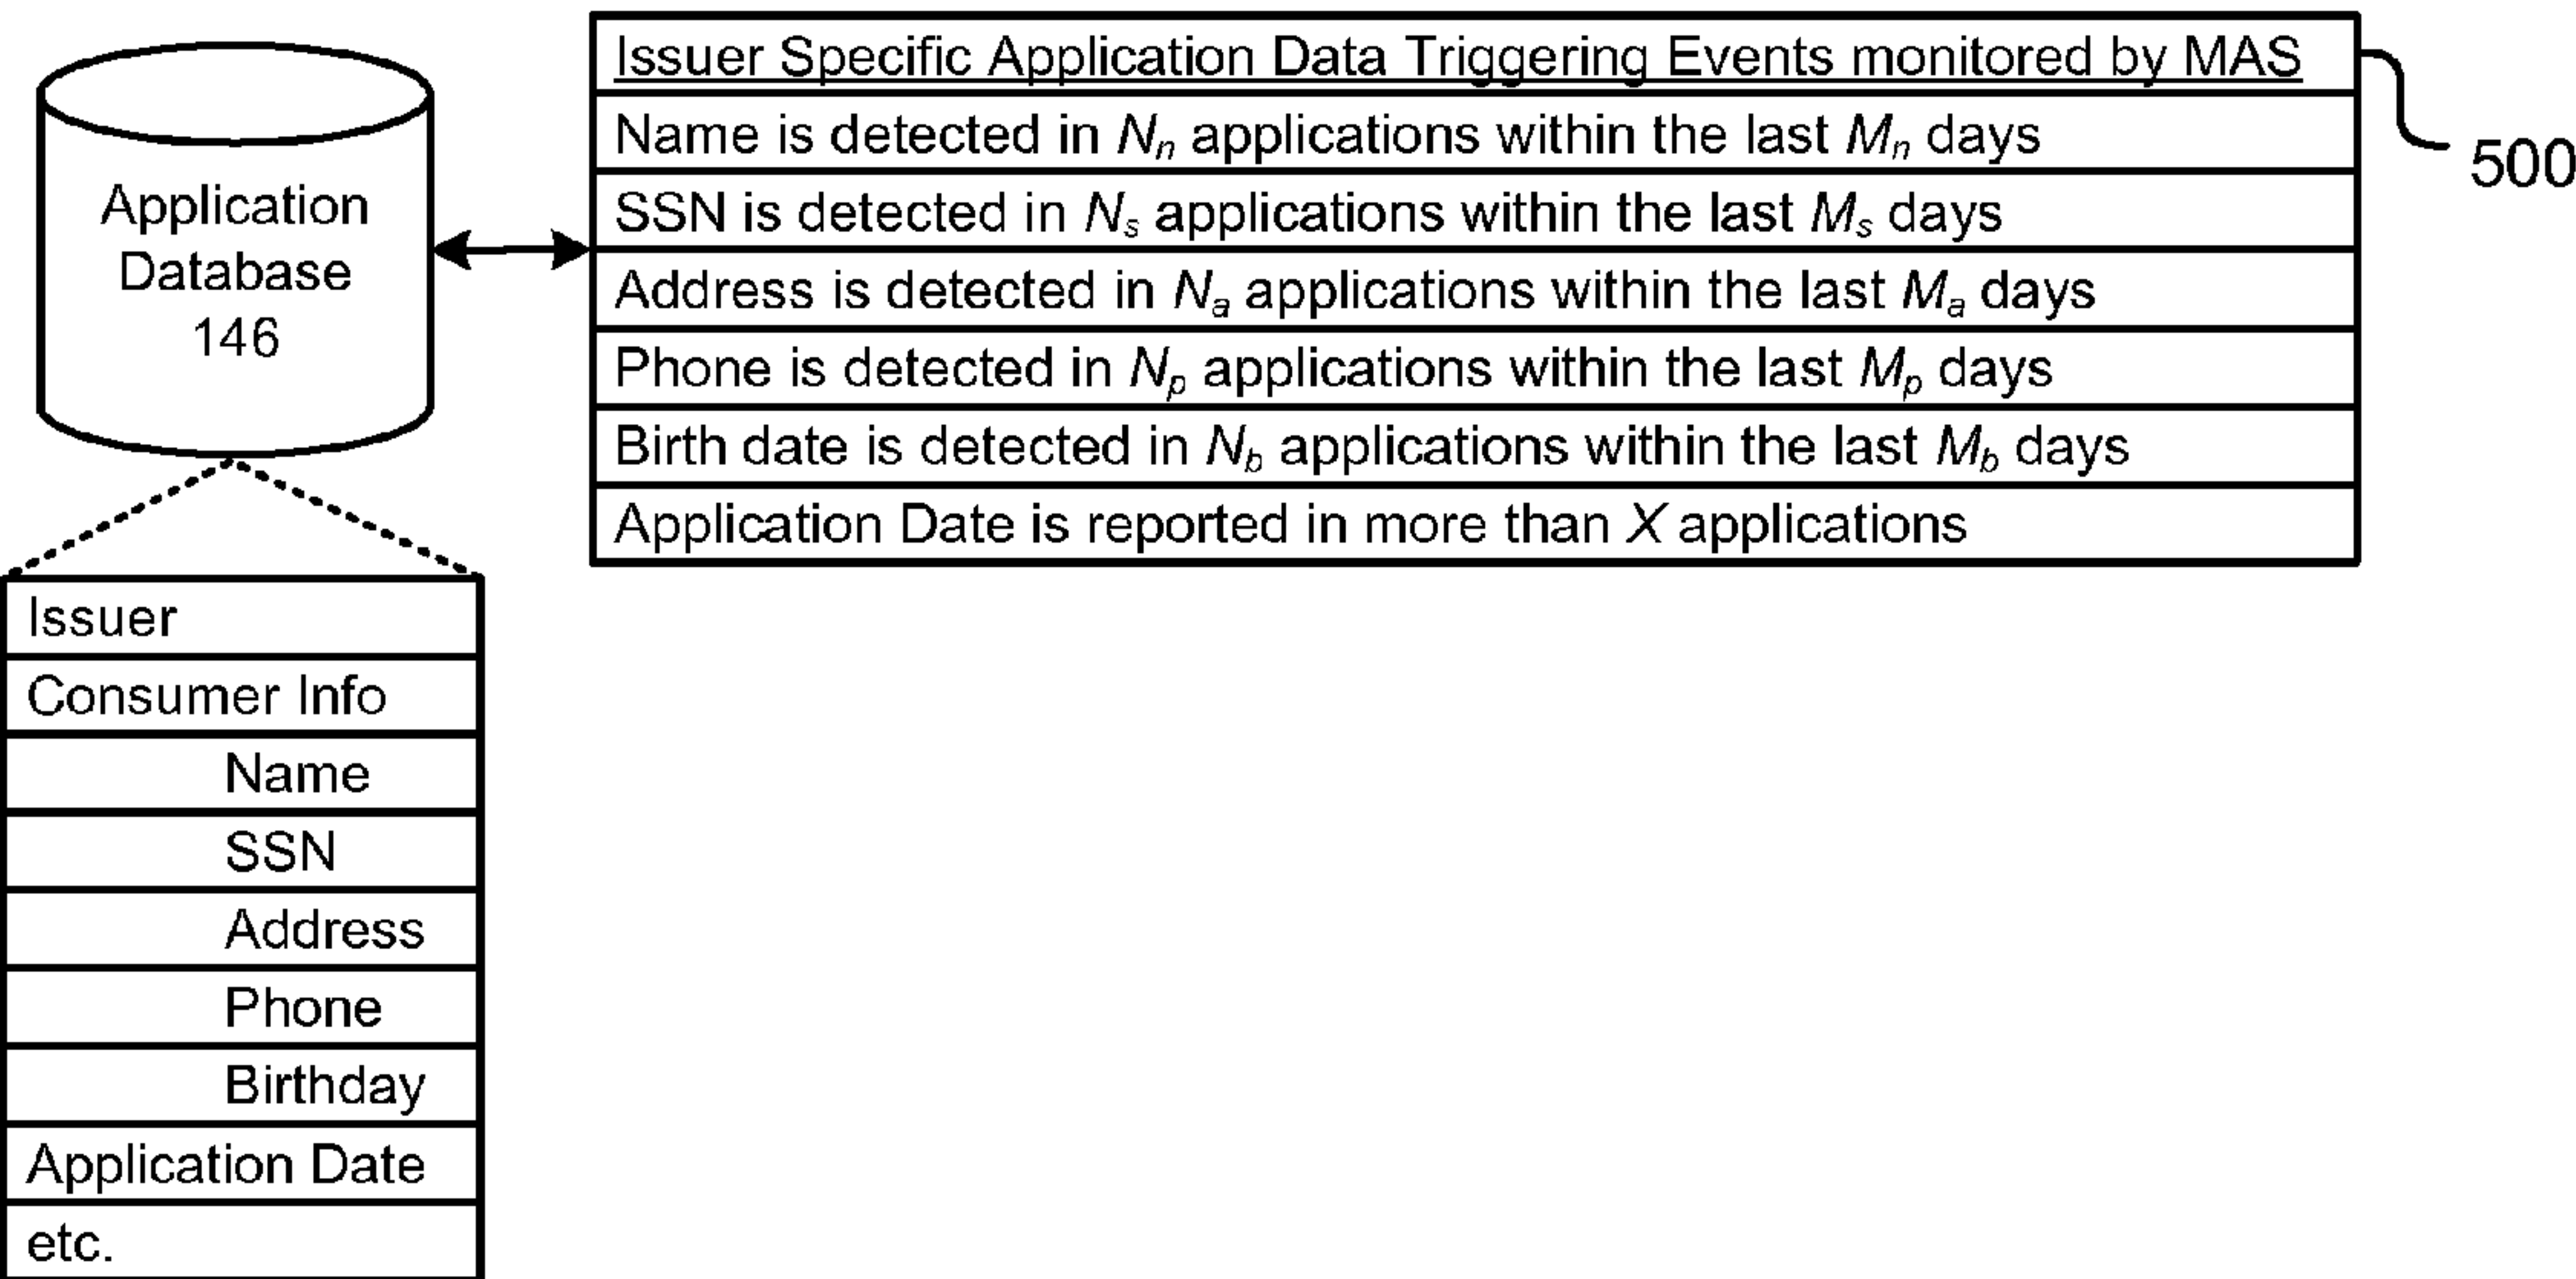 Issuer Specific Application Data Triggering Events monitored by MAS
Name is detected in Nn applications within the last Mn days
SSN is detected in Ns applications within the last Ms days
Address is detected in Na applications within the last Ma days
Phone is detected in Np applications within the last Mp days
Birth date is detected in Nb applications within the last Mb days
Application Date is reported in more than X applications
500
Application
Database
146
Issuer
Consumer Info
Name
SSN
Address
Phone
Birthday
Application Date
etc.